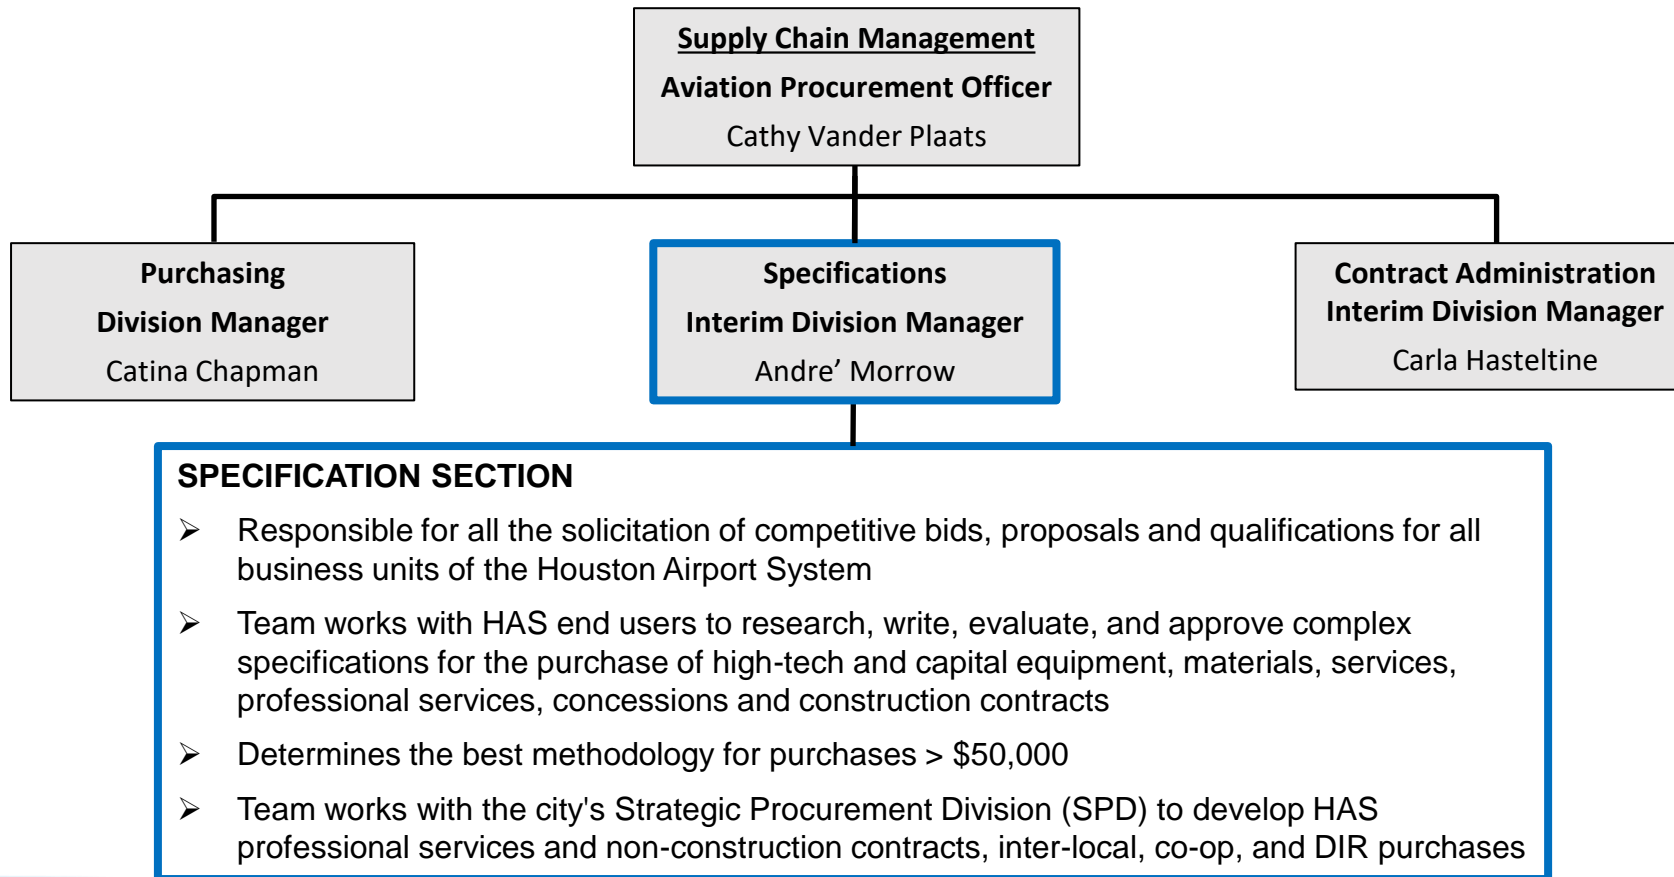 Supply Chain Management
Aviation Procurement Officer
Cathy Vander Plaats
Purchasing
Division Manager
Catina Chapman
Specifications
Interim Division Manager
Andre’ Morrow
Contract Administration
Interim Division Manager
Carla Hasteltine
SPECIFICATION SECTION
➢ Responsible for all the solicitation of competitive bids, proposals and qualifications for all
business units of the Houston Airport System
➢ Team works with HAS end users to research, write, evaluate, and approve complex
specifications for the purchase of high-tech and capital equipment, materials, services,
professional services, concessions and construction contracts
➢ Determines the best methodology for purchases > $50,000
➢ Team works with the city's Strategic Procurement Division (SPD) to develop HAS
professional services and non-construction contracts, inter-local, co-op, and DIR purchases